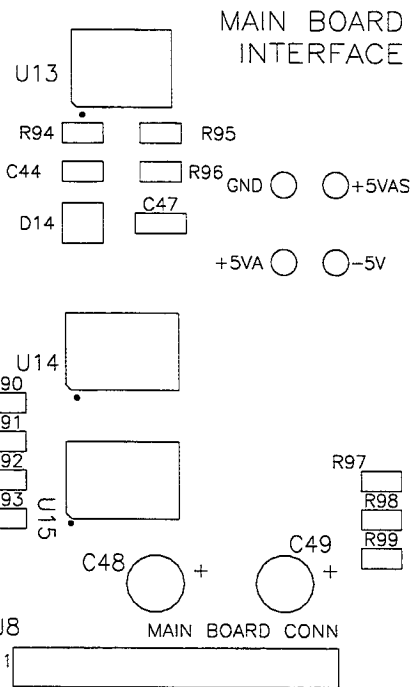 MAIN BOARD
INTERFACE
U13
R94
R95
C44
R96
GND
+5VAS
D14
C47
+5VA
-5V
U14
90
91
92
93
U15
R97
R98
R99
C48
+
C49
+
J8
MAIN BOARD CONN
1